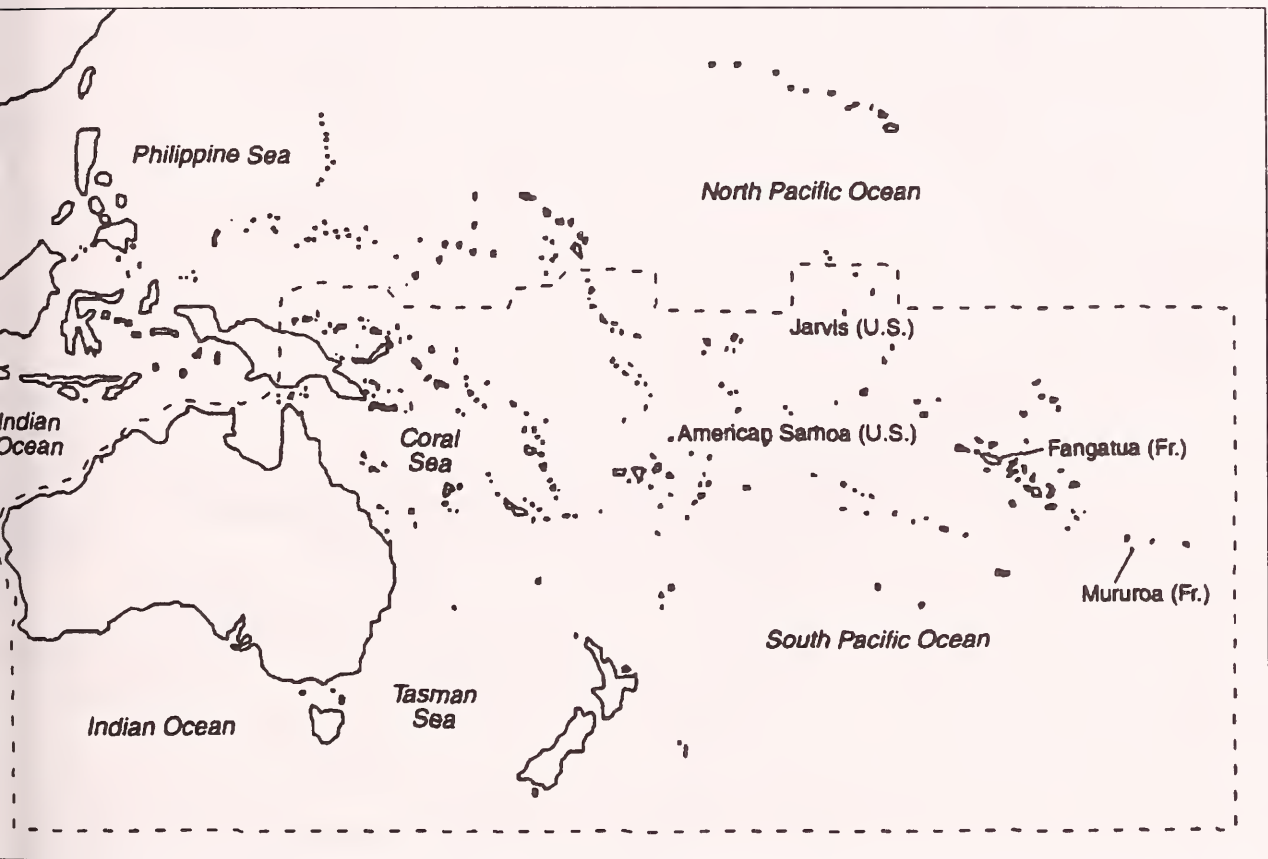 Philippine Sea
North Pacific Ocean
Jarvis (U.S.)
Indian
Ocean
Coral
Sea
American Samoa (U.S.)
Fangatua (Fr.)
Mururoa (Fr.)
South Pacific Ocean
Tasman
Sea
Indian Ocean